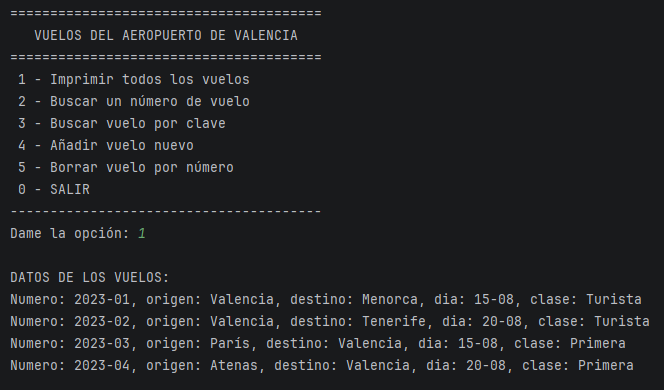 =======================================
VUELOS DEL AEROPUERTO DE VALENCIA
=======================================
1 - Imprimir todos los vuelos
2 - Buscar un número de vuelo
3 - Buscar vuelo por clave
4 - Añadir vuelo nuevo
5 - Borrar vuelo por número
0 - SALIR
---------------------------------------
Dame la opción: 1
DATOS DE LOS VUELOS:
Numero: 2023-01, origen: Valencia, destino: Menorca, dia: 15-08, clase: Turista
Numero: 2023-02, origen: Valencia, destino: Tenerife, dia: 20-08, clase: Turista
Numero: 2023-03, origen: Paris, destino: Valencia, dia: 15-08, clase: Primera
Numero: 2023-04, origen: Atenas, destino: Valencia, dia: 20-08, clase: Primera